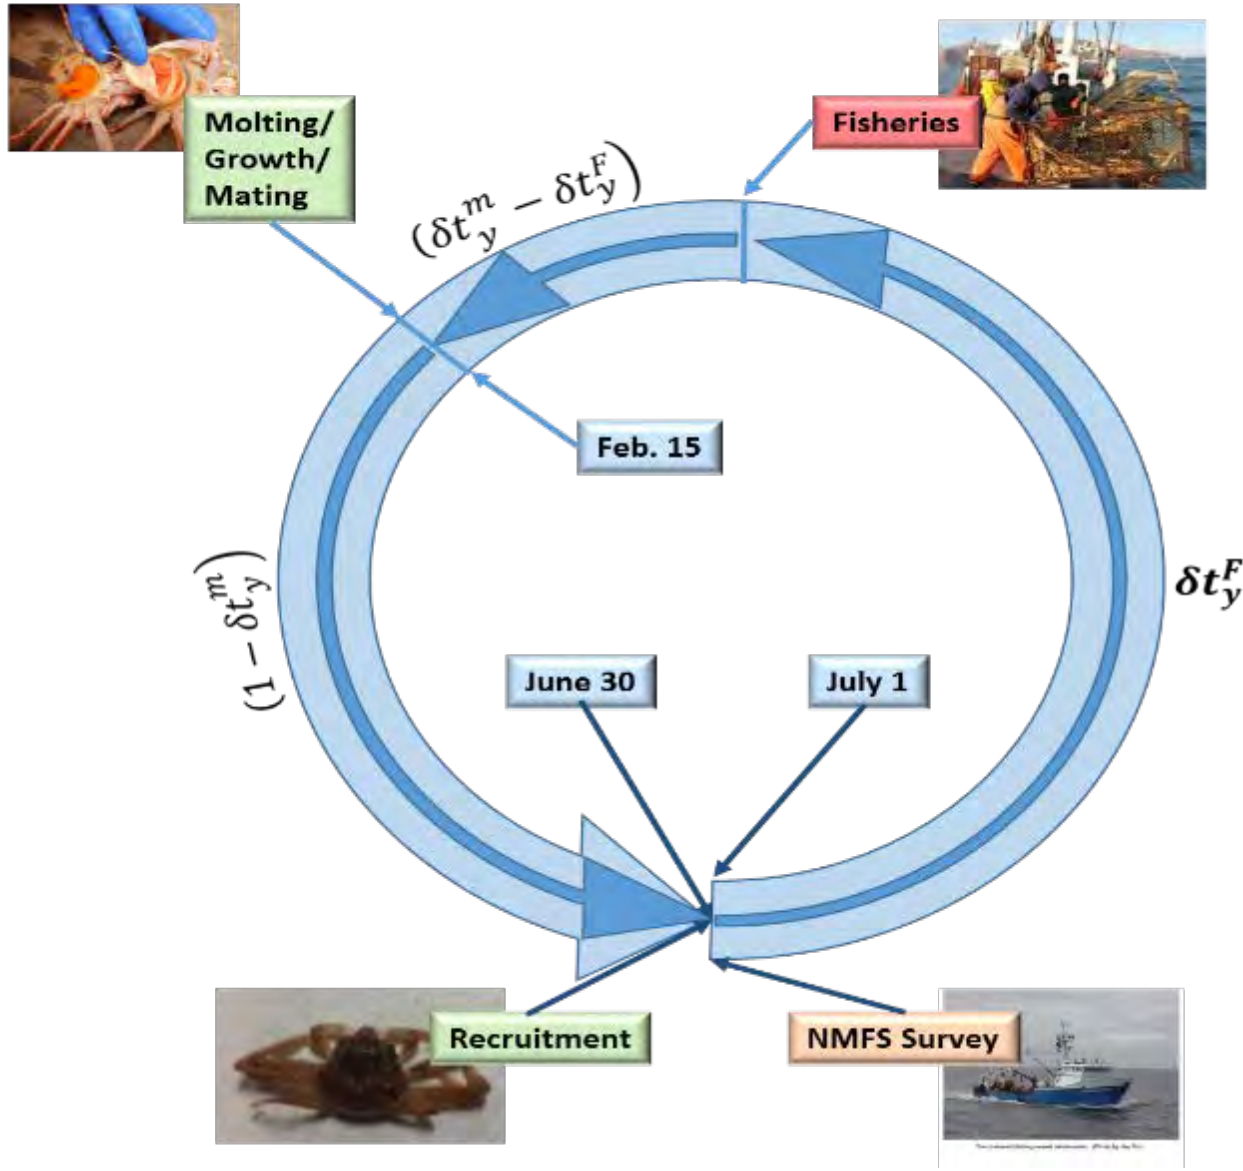 Molting/
Growth/
Mating
Fisheries
(δt_y^m − δt_y^F)
Feb. 15
(1 − δt_y^m)
δt_y^F
June 30
July 1
Recruitment
NMFS Survey